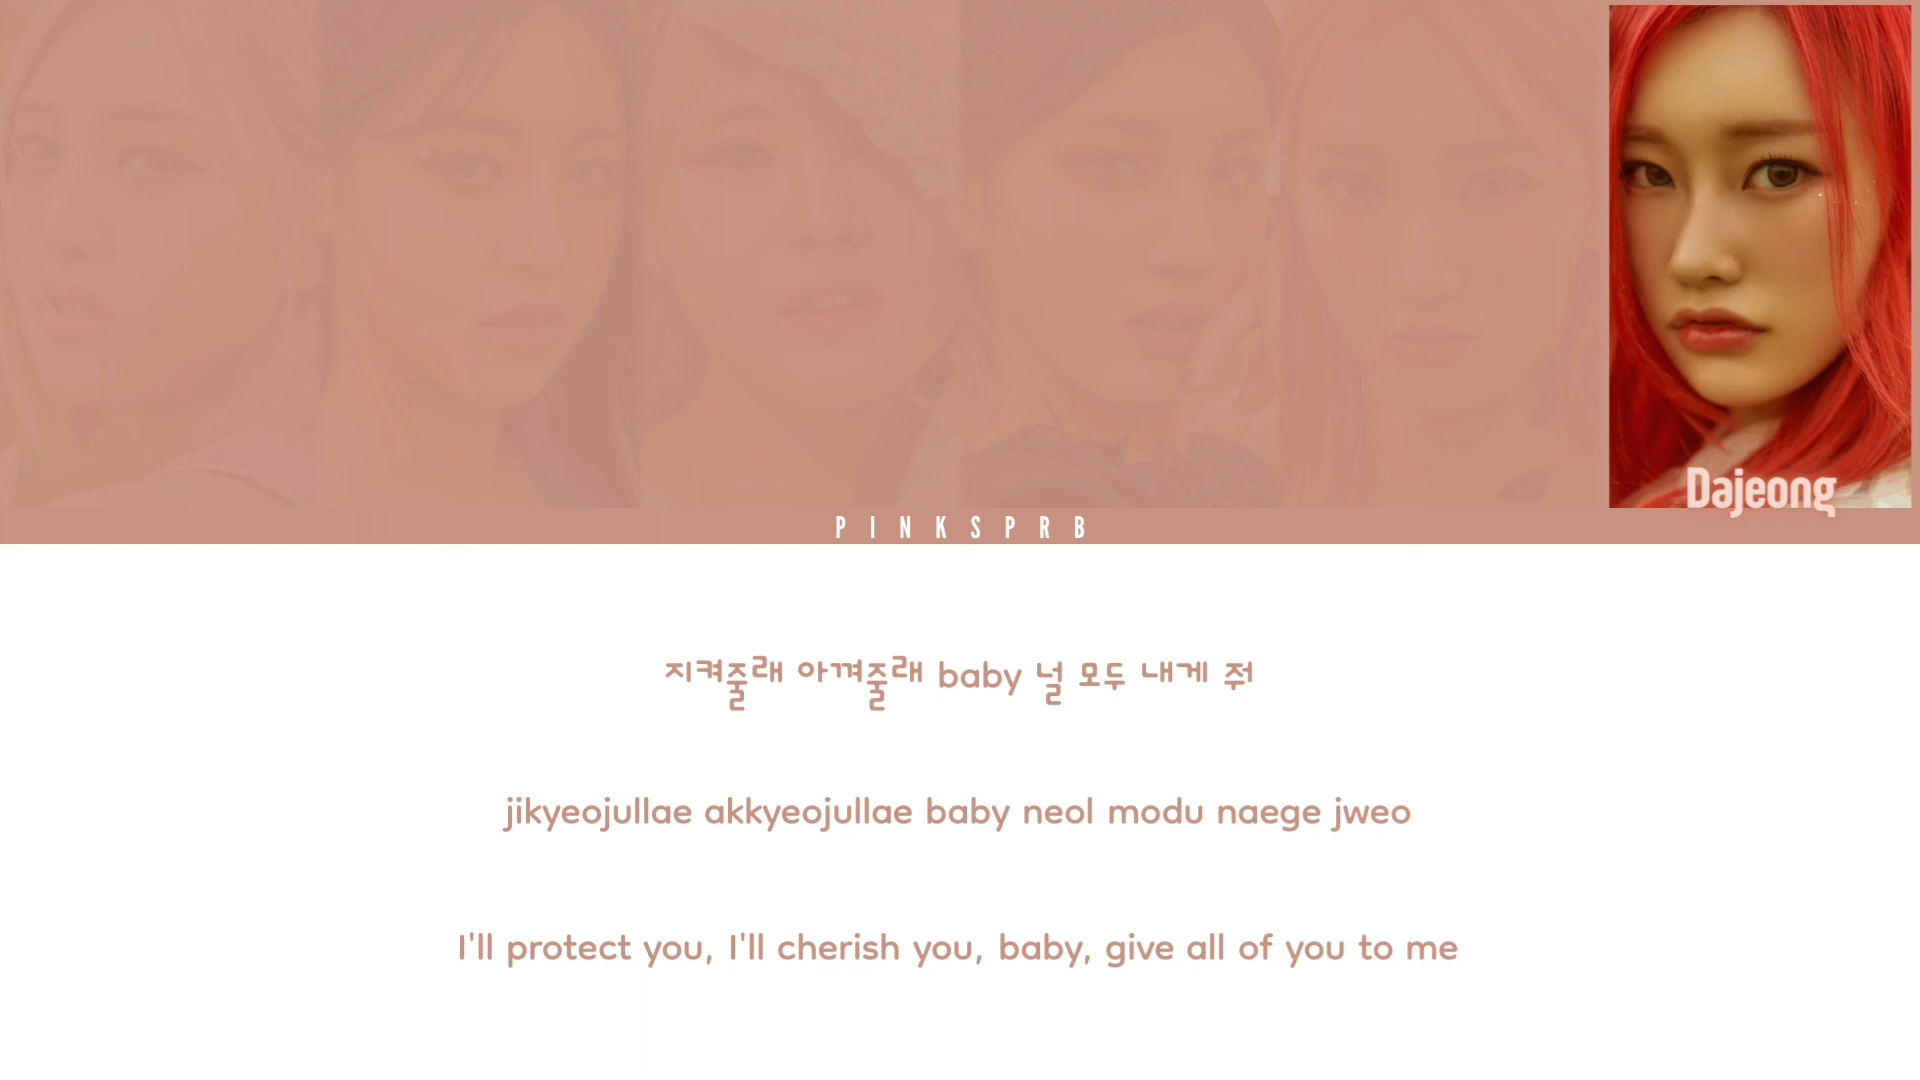 Dajeong
PINKSPRB
지켜줄래 아껴줄래 baby 널 모두 내게 줘
jikyeojullae akkyeojullae baby neol modu naege jweo
I'll protect you, I'll cherish you, baby, give all of you to me